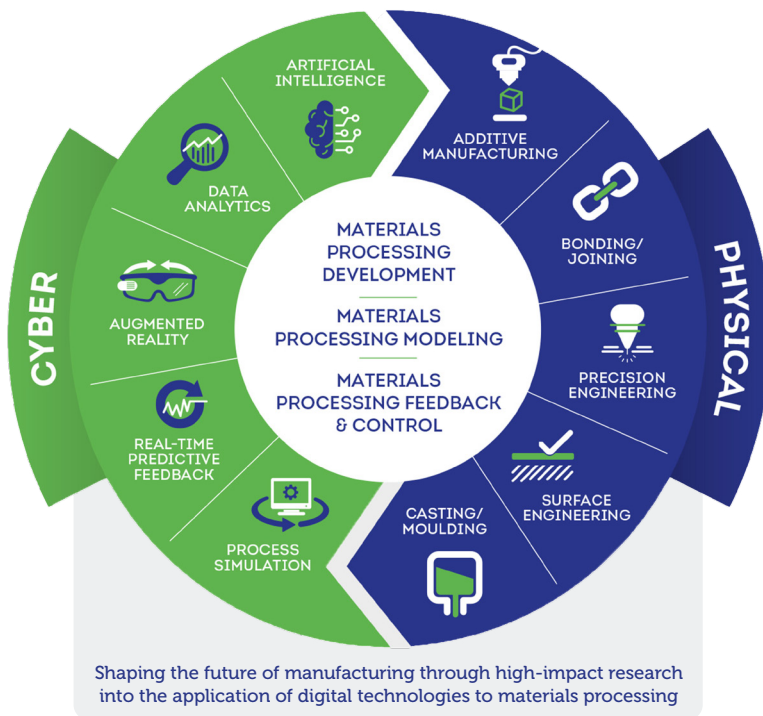 CYBER
ARTIFICIAL
INTELLIGENCE
DATA
ANALYTICS
AUGMENTED
REALITY
REAL-TIME
PREDICTIVE
FEEDBACK
PROCESS
SIMULATION
MATERIALS
PROCESSING
DEVELOPMENT
MATERIALS
PROCESSING MODELING
MATERIALS
PROCESSING FEEDBACK
& CONTROL
PHYSICAL
ADDITIVE
MANUFACTURING
BONDING/
JOINING
PRECISION
ENGINEERING
SURFACE
ENGINEERING
CASTING/
MOULDING
Shaping the future of manufacturing through high-impact research
into the application of digital technologies to materials processing